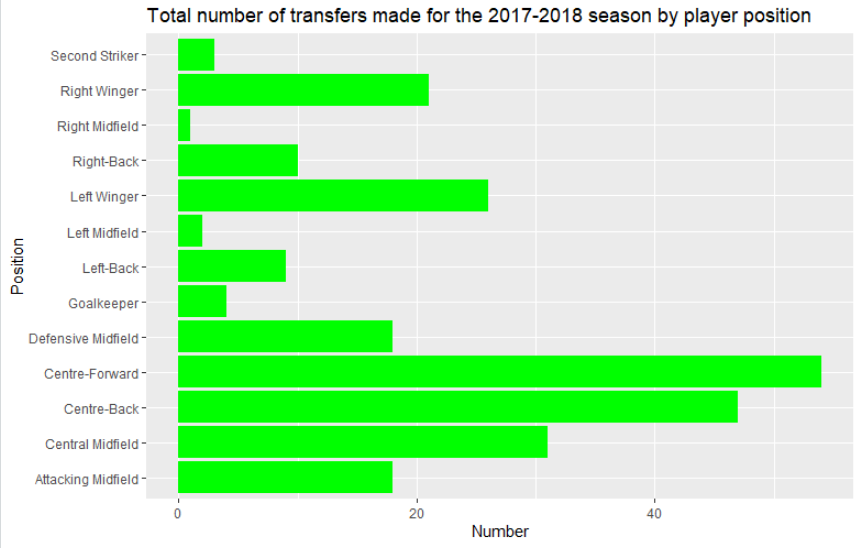 Total number of transfers made for the 2017-2018 season by player position
Second Striker
Right Winger
Right Midfield
Right-Back
Left Winger
Left Midfield
Left-Back
Goalkeeper
Defensive Midfield
Centre-Forward
Centre-Back
Central Midfield
Attacking Midfield
Position
0 20 40
Number